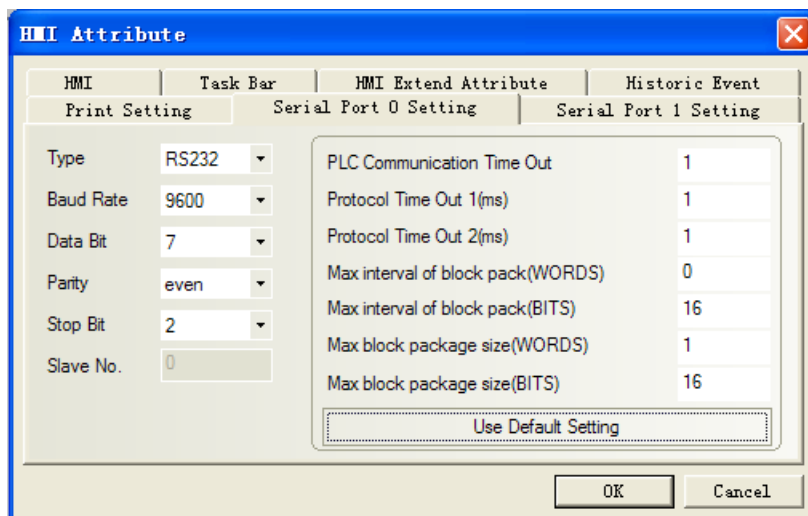 HMI Attribute
HMI Task Bar HMI Extend Attribute Historic Event
Print Setting Serial Port 0 Setting Serial Port 1 Setting
Type RS232
Baud Rate 9600
Data Bit 7
Parity even
Stop Bit 2
Slave No. 0
PLC Communication Time Out 1
Protocol Time Out 1(ms) 1
Protocol Time Out 2(ms) 1
Max interval of block pack(WORDS) 0
Max interval of block pack(BITS) 16
Max block package size(WORDS) 1
Max block package size(BITS) 16
Use Default Setting
OK Cancel